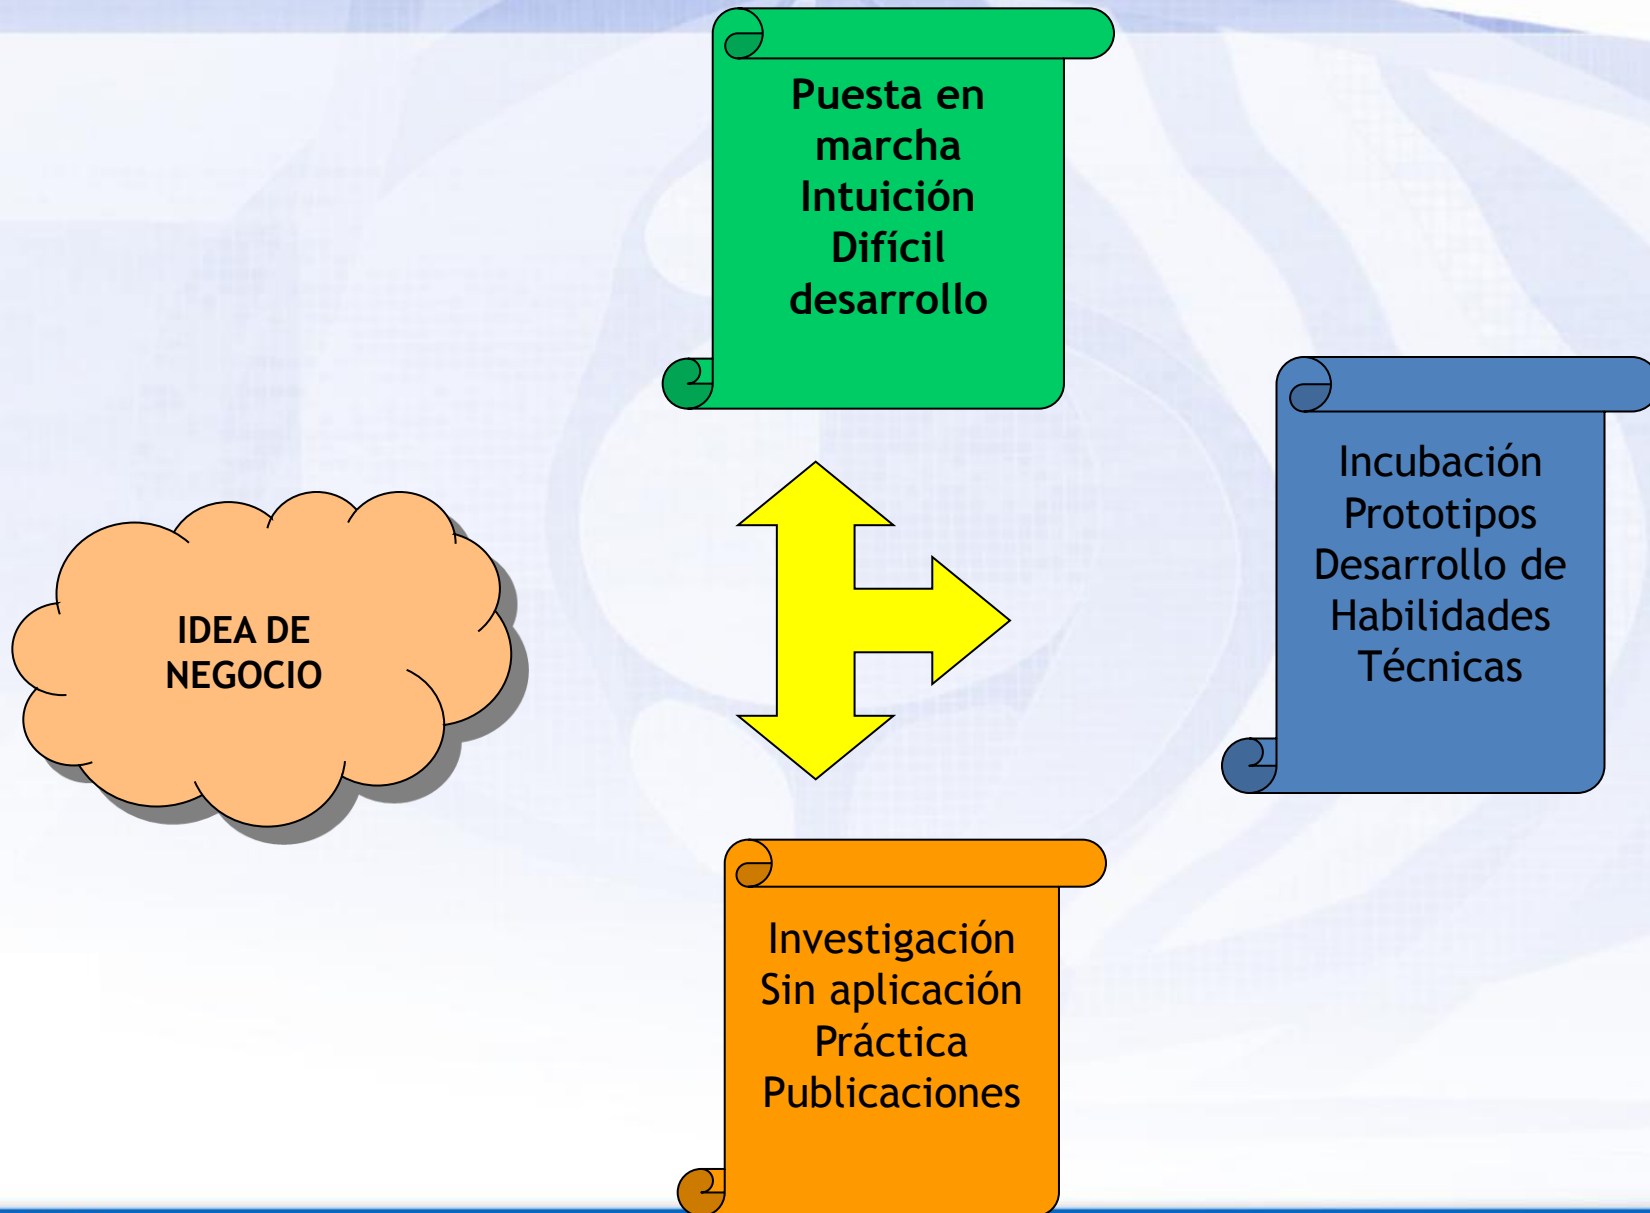 Puesta en
marcha
Intuición
Difícil
desarrollo
IDEA DE
NEGOCIO
Incubación
Prototipos
Desarrollo de
Habilidades
Técnicas
Investigación
Sin aplicación
Práctica
Publicaciones